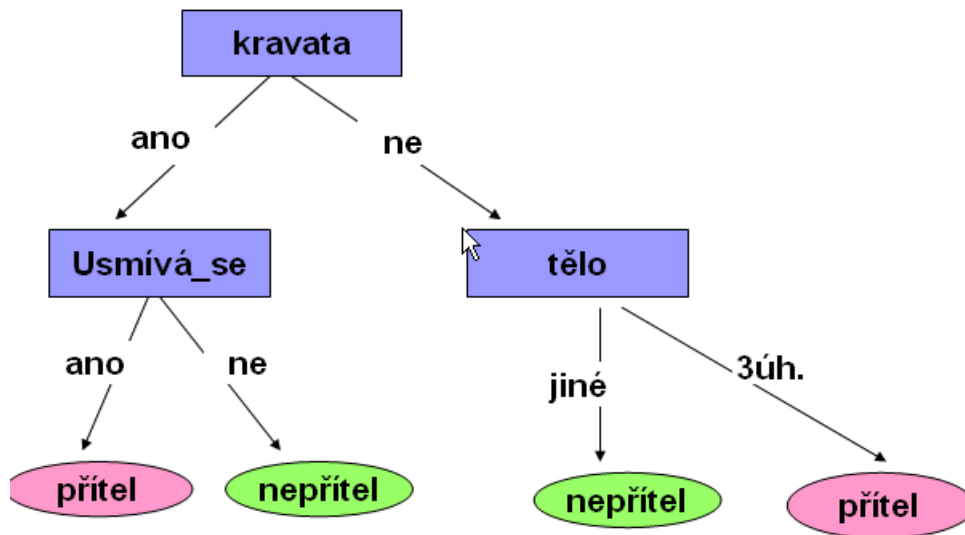 kravata
ano
ne
Usmívá_se
tělo
ano
ne
jiné
3úh.
přítel
nepřítel
nepřítel
přítel